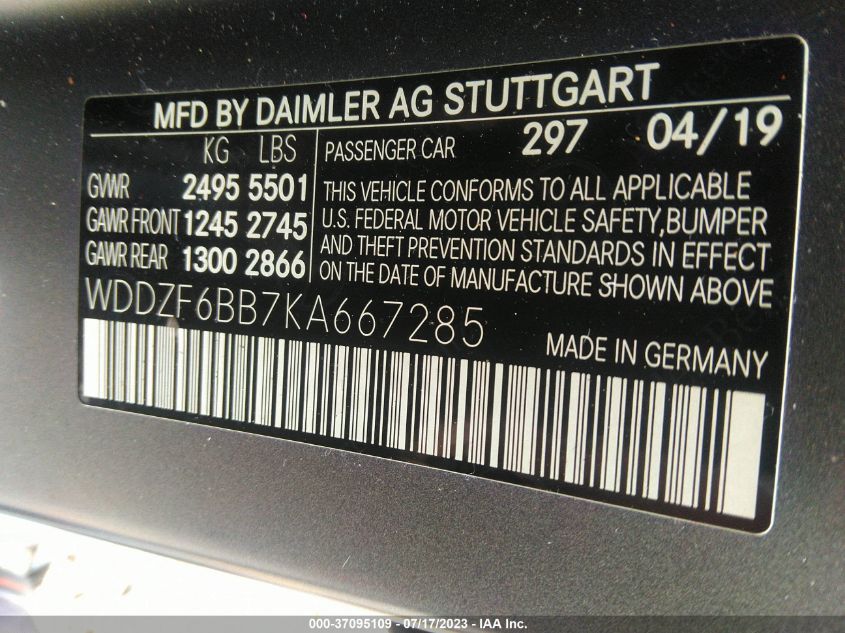 MFD BY DAIMLER AG STUTTGART
KG LBS
GVWR 2495 5501
GAWR FRONT 1245 2745
GAWR REAR 1300 2866
PASSENGER CAR 297 04/19
THIS VEHICLE CONFORMS TO ALL APPLICABLE
U.S. FEDERAL MOTOR VEHICLE SAFETY,BUMPER
AND THEFT PREVENTION STANDARDS IN EFFECT
ON THE DATE OF MANUFACTURE SHOWN ABOVE
WDDZF6BB7KA667285
MADE IN GERMANY
000-37095109 - 07/17/2023 - IAA Inc.